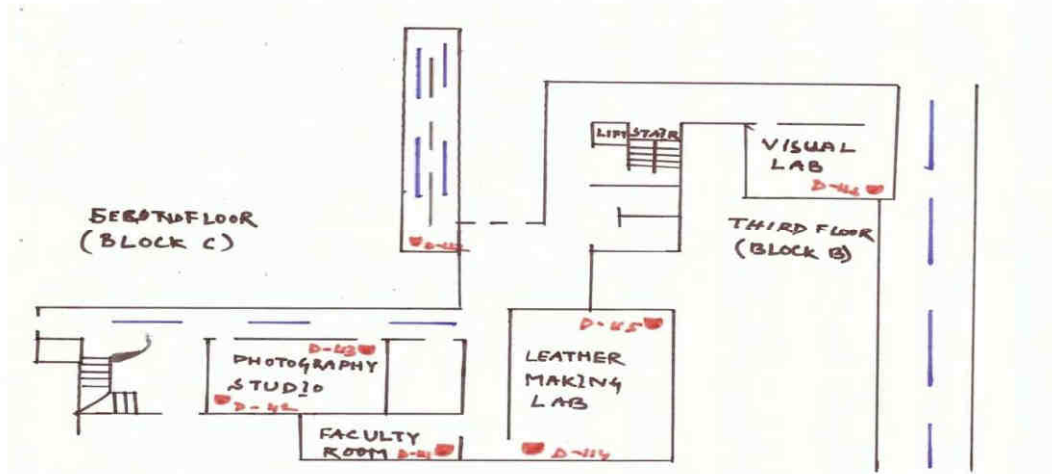 LIFT STAIR
VISUAL
LAB
SECOND FLOOR
(BLOCK C)
THIRD FLOOR
(BLOCK B)
D-43
PHOTOGRAPHY
STUDIO
D-42
D-45
LEATHER
MAKING
LAB
FACULTY
ROOM D-41